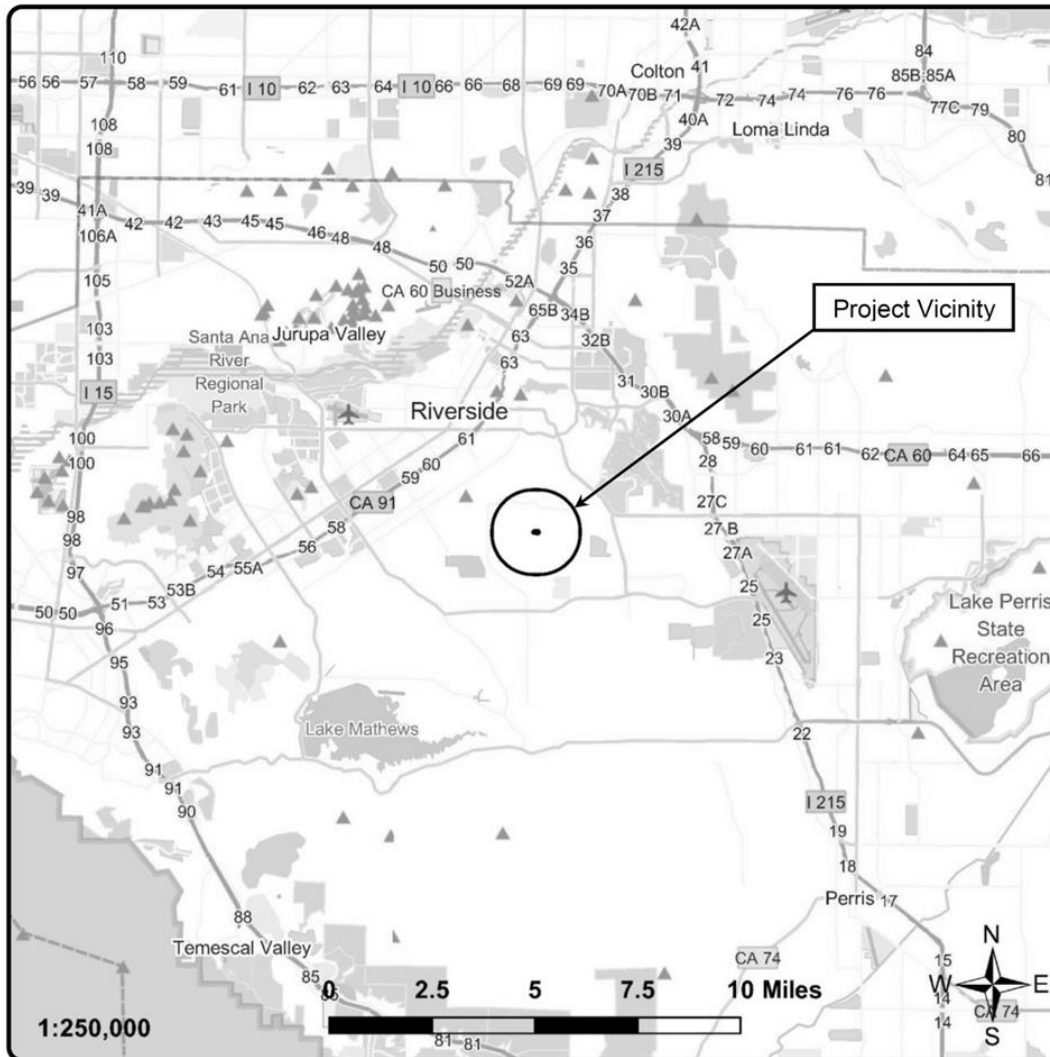 42A
110
84
56 56 57 58 59 61 I 10 62 63 64 I 10 66 66 68 69 69 70A 70B 71 72 74 74 76 76 85B 85A 77C 79 80 81
Colton 41
40A
Loma Linda
108
108
39
I 215
38
39 39 41A 42 42 43 45 45 46 48 48 50 50 52A
37
106A
36
35
105
CA 60 Business
65B 34B
103
Santa Ana
River
Regional
Park
Jurupa Valley
63
32B
Project Vicinity
103
63
31 30B
I 15
Riverside
30A
100
61
58 59 60 61 61 62 CA 60 64 65 66
100
60
28
59
CA 91
27C
98
58
27 B
98
56
27A
97
54 55A
25
53B
50 50 51 53
Lake Perris
State
Recreation
Area
96
25
95
23
93
93
Lake Mathews
22
91
91
90
I 215
19
18
88
Perris 17
Temescal Valley
CA 74
15
85
N
W E
S
14
CA 74
14
0 2.5 5 7.5 10 Miles
1:250,000
81 81